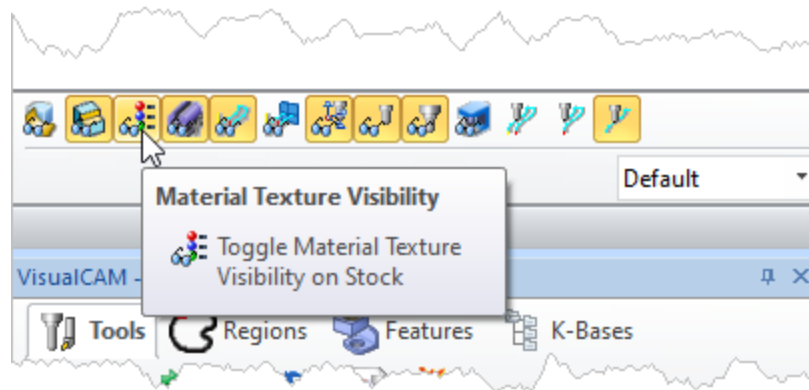 Default
Material Texture Visibility
Toggle Material Texture
Visibility on Stock
VisualCAM -
Tools Regions Features K-Bases